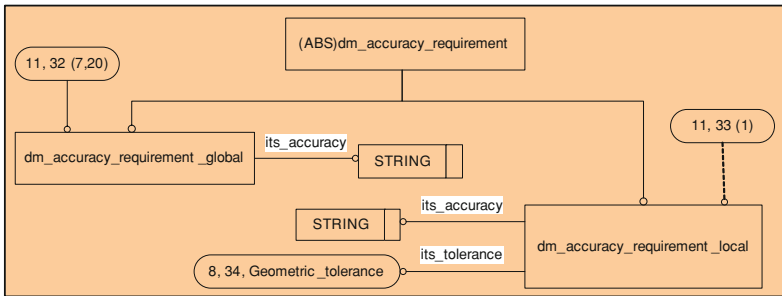 (ABS)dm_accuracy_requirement
11, 32 (7,20)
11, 33 (1)
its_accuracy
dm_accuracy_requirement _global
STRING
its_accuracy
STRING
dm_accuracy_requirement _local
its_tolerance
8, 34, Geometric_tolerance